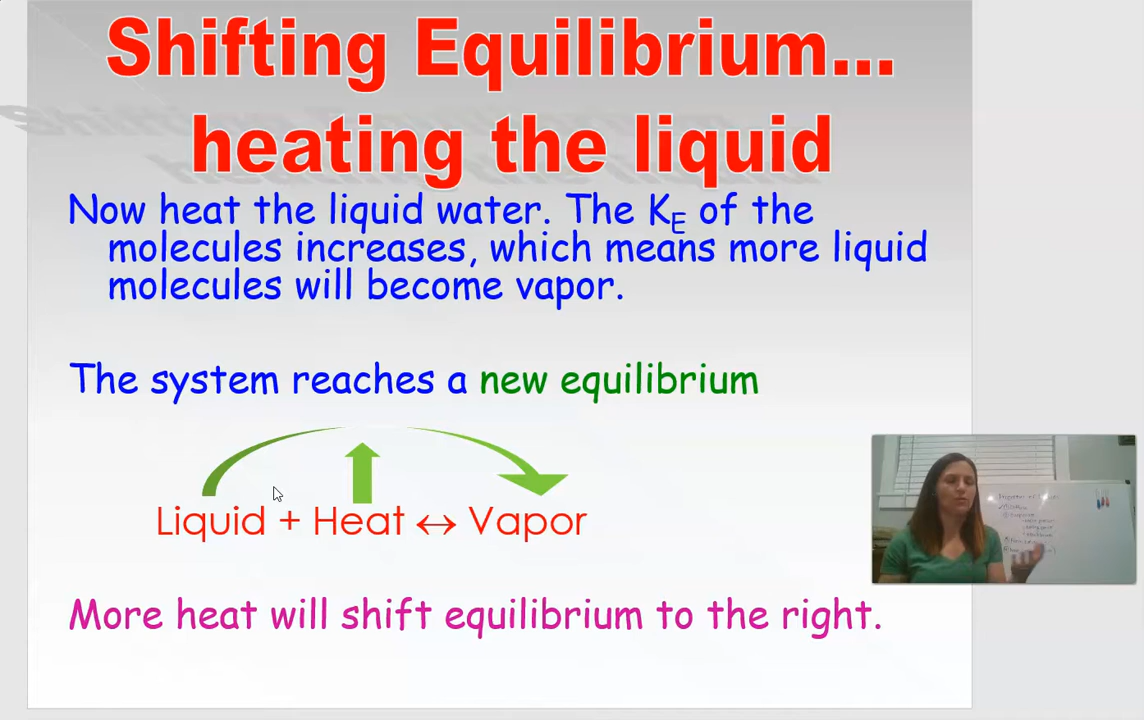 Shifting Equilibrium...
heating the liquid
Now heat the liquid water. The KE of the
molecules increases, which means more liquid
molecules will become vapor.
The system reaches a new equilibrium
Liquid + Heat ↔ Vapor
More heat will shift equilibrium to the right.